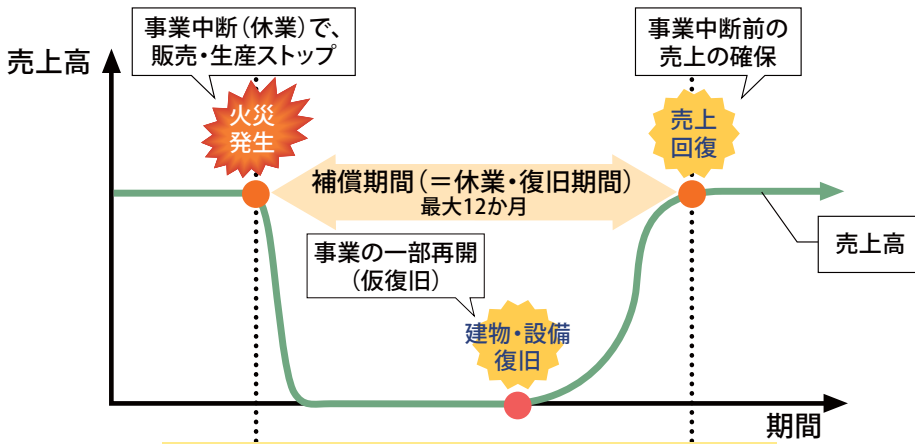 事業中断(休業)で、
販売・生産ストップ
事業中断前の
売上の確保
売上高
火災
発生
売上
回復
補償期間(=休業・復旧期間)
最大12か月
売上高
事業の一部再開
(仮復旧)
建物・設備
復旧
期間